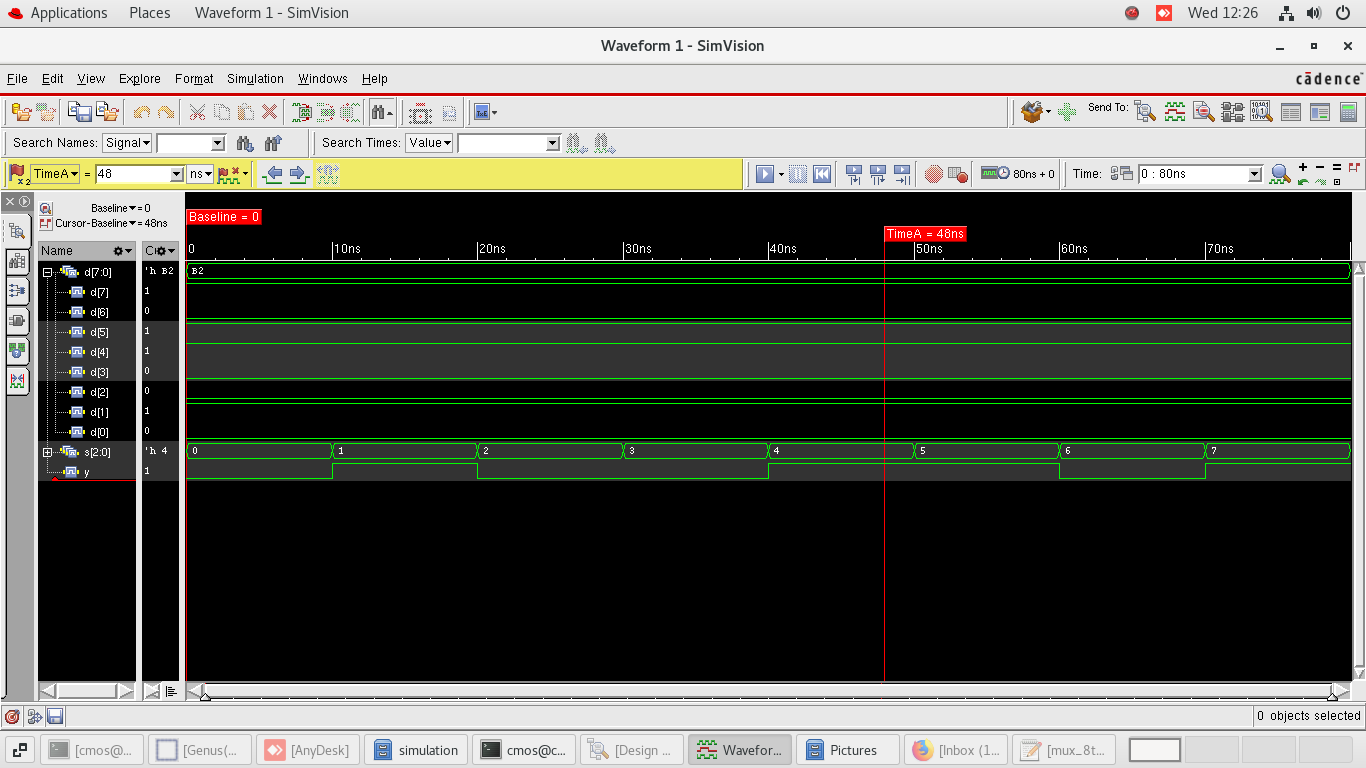 Applications Places Waveform 1 - SimVision Wed 12:26
Waveform 1 - SimVision
File Edit View Explore Format Simulation Windows Help cādence
Send To:
Search Names: Signal Search Times: Value
TimeA = 48 ns 80ns + 0 Time: 0 : 80ns
Baseline = 0
Cursor-Baseline = 48ns
Baseline = 0
TimeA = 48ns
Name 0 10ns 20ns 30ns 40ns 50ns 60ns 70ns
d[7:0] 'h B2 B2
d[7] 1
d[6] 0
d[5] 1
d[4] 1
d[3] 0
d[2] 0
d[1] 1
d[0] 0
s[2:0] 'h 4 0 1 2 3 4 5 6 7
y 1
0 objects selected
[cmos@... [Genus(... [AnyDesk] simulation cmos@c... [Design ... Wavefor... Pictures [Inbox (1... [mux_8t...